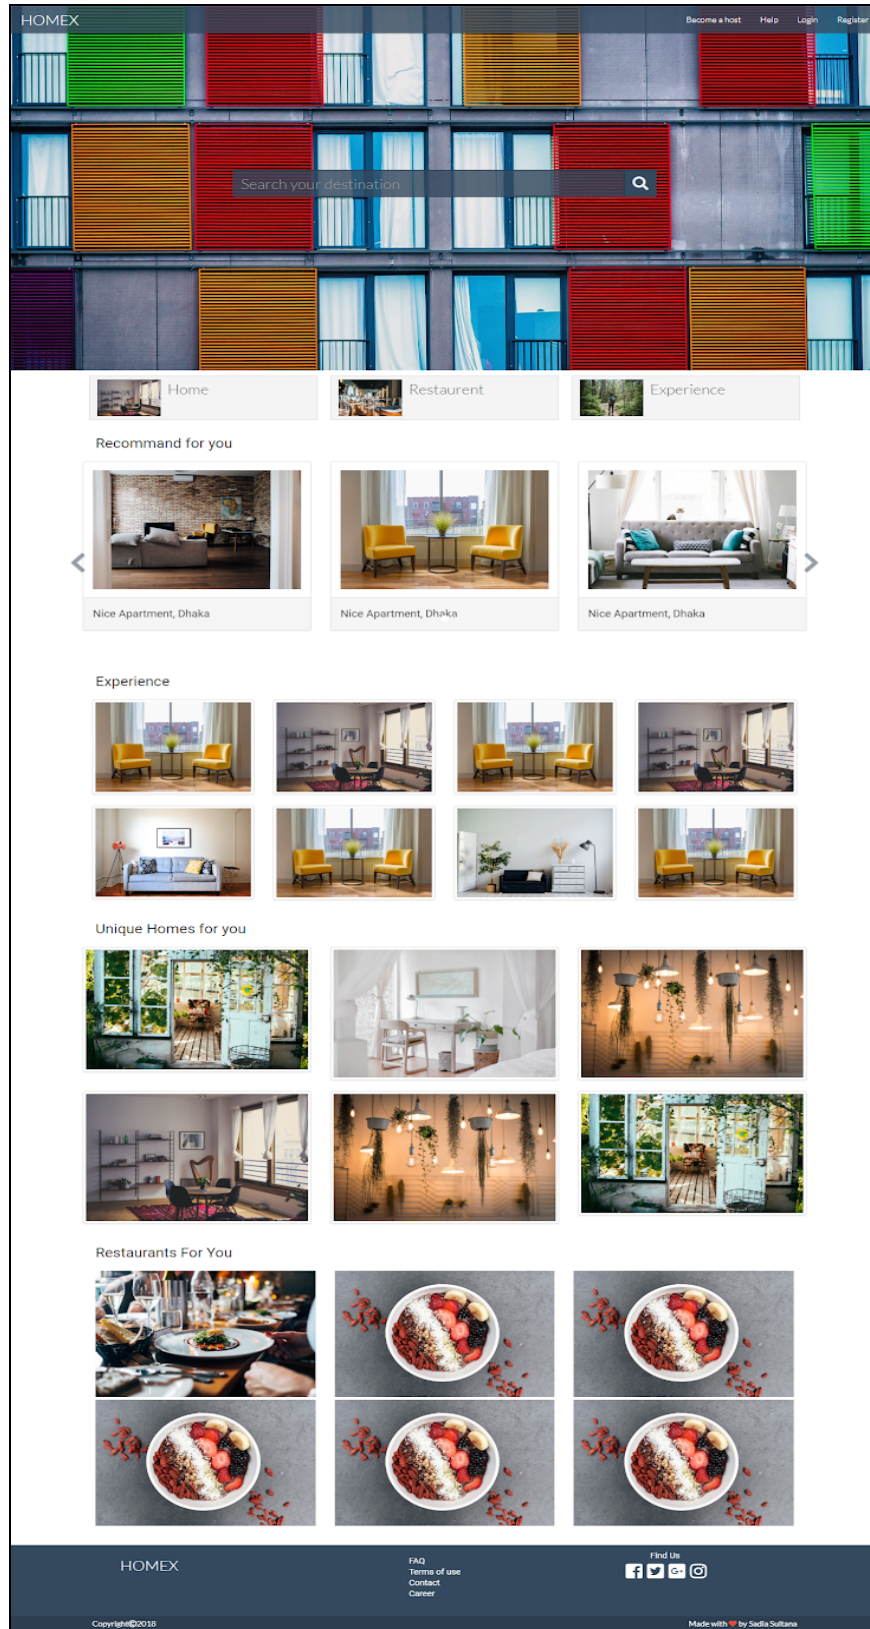 HOMEX
Become a host Help Login Register
Search your destination
Home Restaurent Experience
Recommand for you
Nice Apartment, Dhaka
Nice Apartment, Dhaka
Nice Apartment, Dhaka
Experience
Unique Homes for you
Restaurants For You
HOMEX
FAQ
Terms of use
Contact
Career
Find Us
Copyright©2018
Made with ❤ by Sadia Sultana